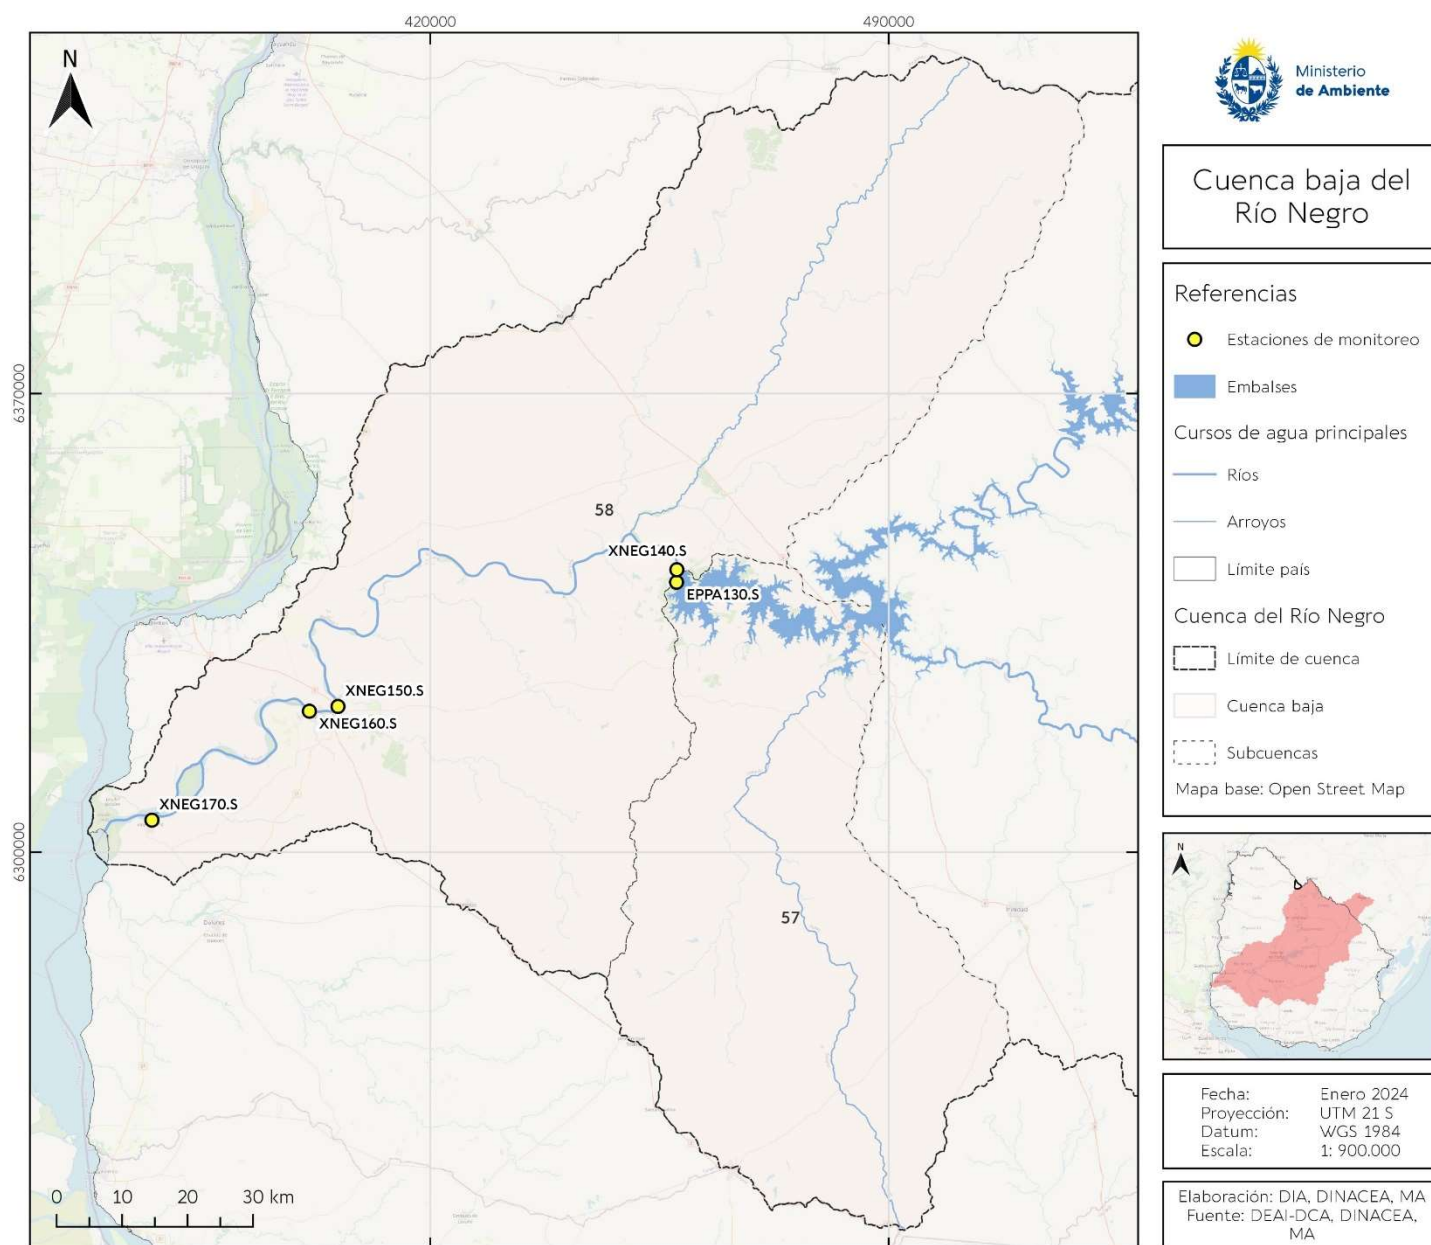 420000
490000
6370000
6300000
N
58
XNEG140.S
EPPA130.S
XNEG150.S
XNEG160.S
XNEG170.S
57
0 10 20 30 km
Ministerio
de Ambiente
Cuenca baja del
Río Negro
Referencias
Estaciones de monitoreo
Embalses
Cursos de agua principales
Ríos
Arroyos
Límite país
Cuenca del Río Negro
Límite de cuenca
Cuenca baja
Subcuencas
Mapa base: Open Street Map
N
Fecha: Enero 2024
Proyección: UTM 21 S
Datum: WGS 1984
Escala: 1: 900.000
Elaboración: DIA, DINACEA, MA
Fuente: DEAI-DCA, DINACEA,
MA